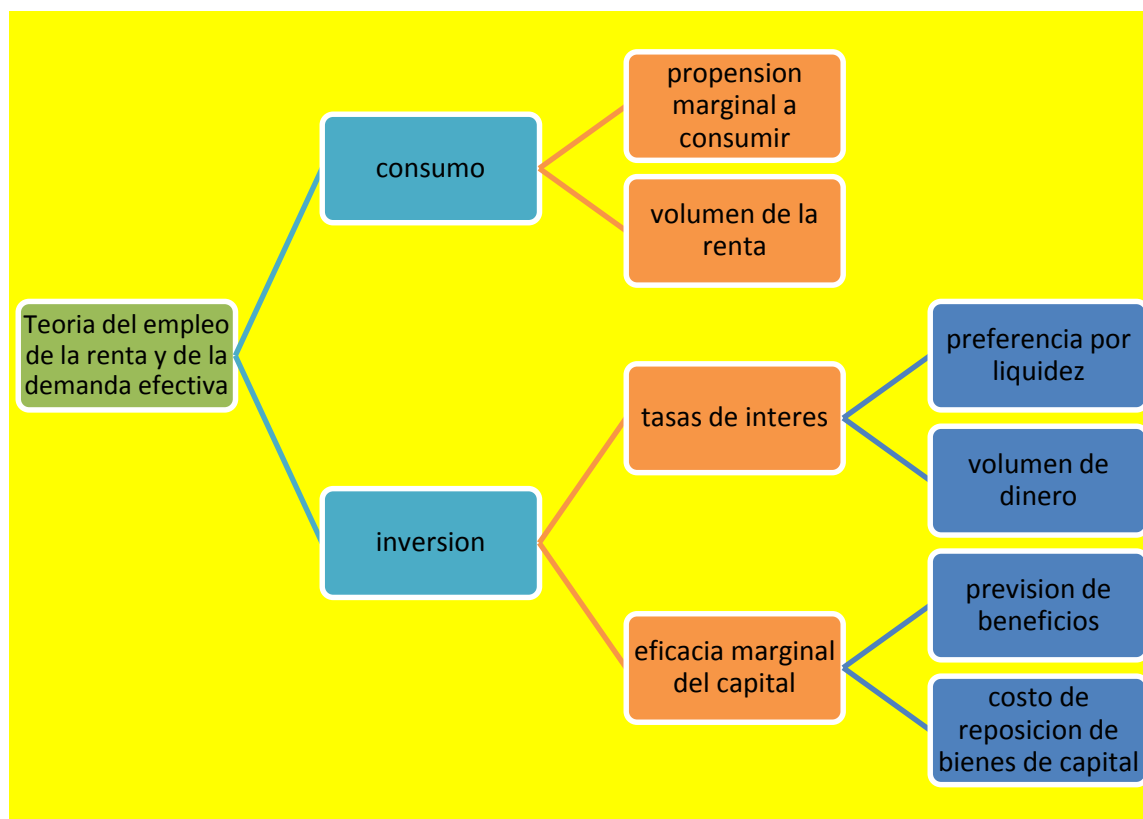 Teoria del empleo
de la renta y de la
demanda efectiva
consumo
propension
marginal a
consumir
volumen de la
renta
inversion
tasas de interes
preferencia por
liquidez
volumen de
dinero
eficacia marginal
del capital
prevision de
beneficios
costo de
reposicion de
bienes de capital